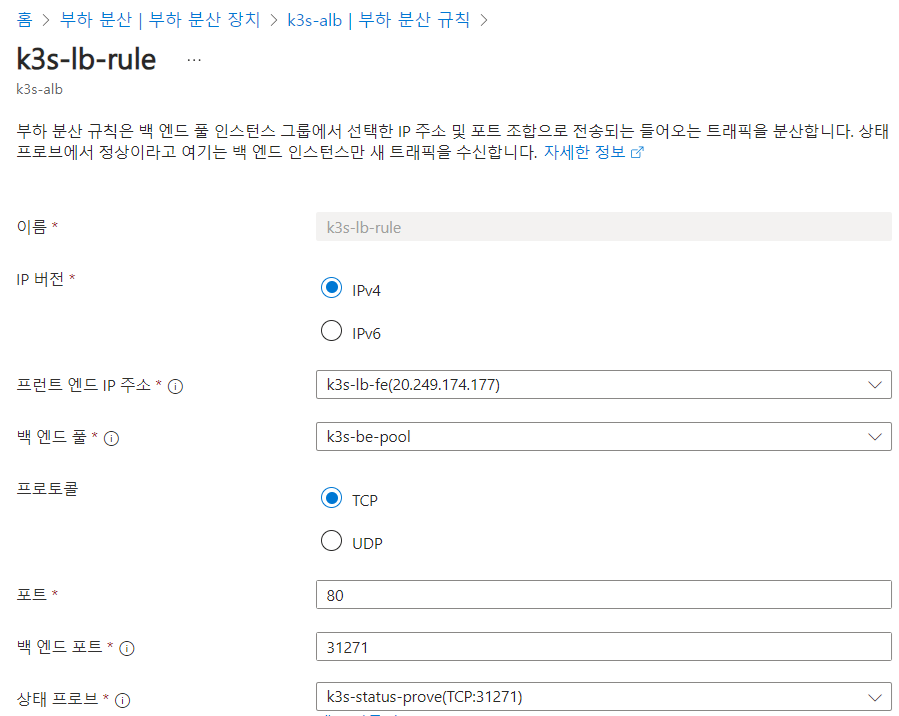 홈 > 부하 분산 | 부하 분산 장치 > k3s-alb | 부하 분산 규칙 >
k3s-lb-rule ...
k3s-alb
부하 분산 규칙은 백 엔드 풀 인스턴스 그룹에서 선택한 IP 주소 및 포트 조합으로 전송되는 들어오는 트래픽을 분산합니다. 상태
프로브에서 정상이라고 여기는 백 엔드 인스턴스만 새 트래픽을 수신합니다. 자세한 정보
이름 * k3s-lb-rule
IP 버전 * IPv4
IPv6
프런트 엔드 IP 주소 * k3s-lb-fe(20.249.174.177)
백 엔드 풀 * k3s-be-pool
프로토콜 TCP
UDP
포트 * 80
백 엔드 포트 * 31271
상태 프로브 * k3s-status-prove(TCP:31271)